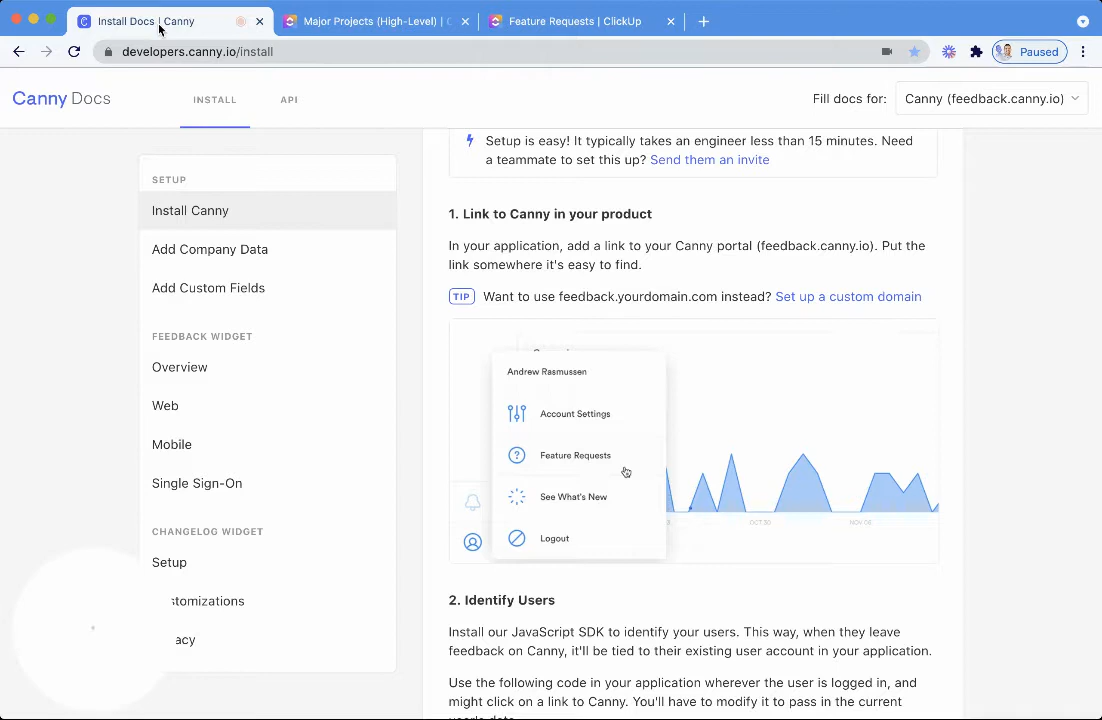 Install Docs | Canny
Major Projects (High-Level) |
Feature Requests | ClickUp
developers.canny.io/install
Paused
Canny Docs
INSTALL
API
Fill docs for:
Canny (feedback.canny.io)
SETUP
Install Canny
Add Company Data
Add Custom Fields
FEEDBACK WIDGET
Overview
Web
Mobile
Single Sign-On
CHANGELOG WIDGET
Setup
stomizations
acy
Setup is easy! It typically takes an engineer less than 15 minutes. Need
a teammate to set this up? Send them an invite
1. Link to Canny in your product
In your application, add a link to your Canny portal (feedback.canny.io). Put the
link somewhere it's easy to find.
TIP Want to use feedback.yourdomain.com instead? Set up a custom domain
Andrew Rasmussen
Account Settings
Feature Requests
See What's New
Logout
OCT 30
NOV 06
2. Identify Users
Install our JavaScript SDK to identify your users. This way, when they leave
feedback on Canny, it'll be tied to their existing user account in your application.
Use the following code in your application wherever the user is logged in, and
might click on a link to Canny. You'll have to modify it to pass in the current